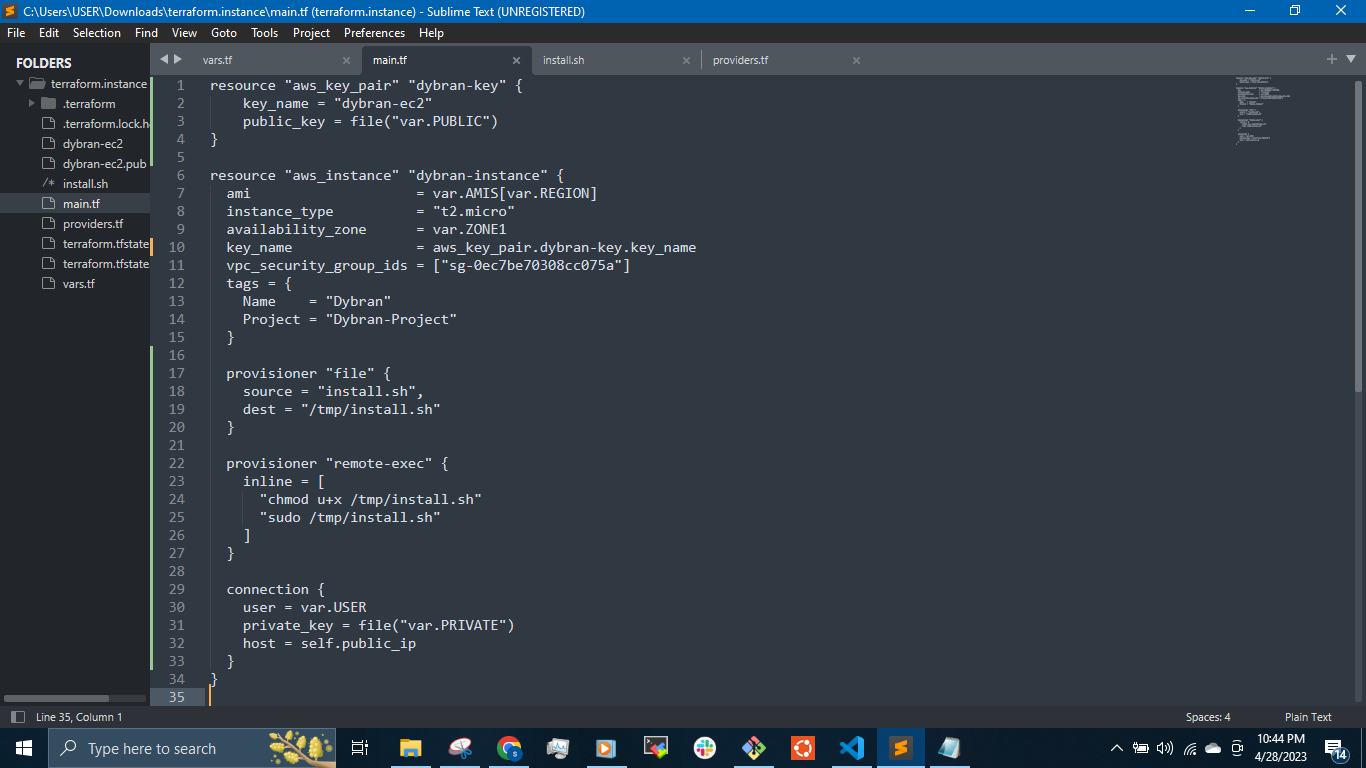 C:\Users\USER\Downloads\terraform.instance\main.tf (terraform.instance) - Sublime Text (UNREGISTERED)
File Edit Selection Find View Goto Tools Project Preferences Help
FOLDERS
terraform.instance
.terraform
.terraform.lock.h
dybran-ec2
dybran-ec2.pub
install.sh
main.tf
providers.tf
terraform.tfstate
terraform.tfstate
vars.tf
vars.tf main.tf install.sh providers.tf
1 resource "aws_key_pair" "dybran-key" {
2     key_name = "dybran-ec2"
3     public_key = file("var.PUBLIC")
4 }
5
6 resource "aws_instance" "dybran-instance" {
7   ami                    = var.AMIS[var.REGION]
8   instance_type          = "t2.micro"
9   availability_zone      = var.ZONE1
10   key_name               = aws_key_pair.dybran-key.key_name
11   vpc_security_group_ids = ["sg-0ec7be70308cc075a"]
12   tags = {
13     Name    = "Dybran"
14     Project = "Dybran-Project"
15   }
16
17   provisioner "file" {
18     source = "install.sh",
19     dest = "/tmp/install.sh"
20   }
21
22   provisioner "remote-exec" {
23     inline = [
24       "chmod u+x /tmp/install.sh"
25       "sudo /tmp/install.sh"
26     ]
27   }
28
29   connection {
30     user = var.USER
31     private_key = file("var.PRIVATE")
32     host = self.public_ip
33   }
34 }
35
Line 35, Column 1 Spaces: 4 Plain Text
Type here to search
10:44 PM
4/28/2023
14